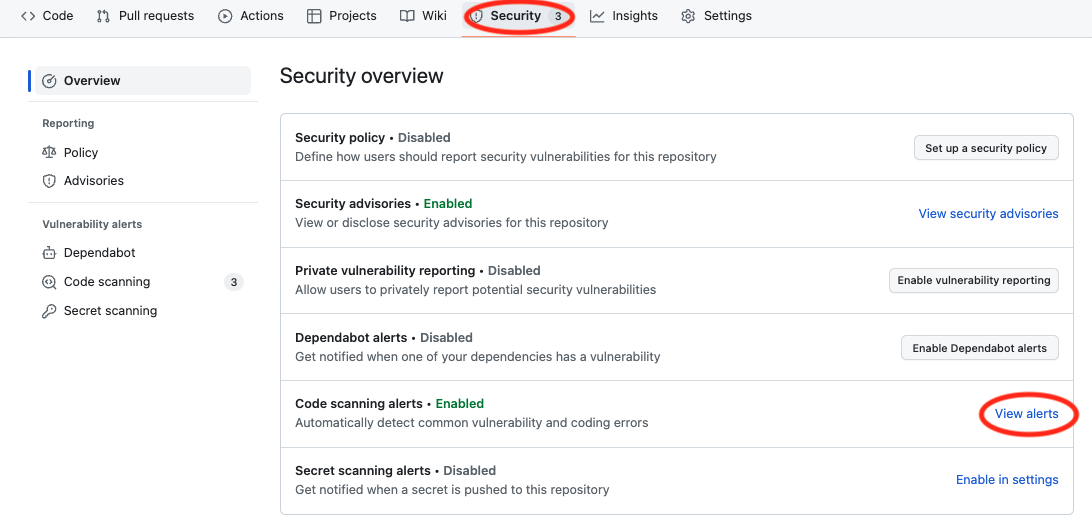 Code Pull requests Actions Projects Wiki Security 3 Insights Settings
Overview
Reporting
Policy
Advisories
Vulnerability alerts
Dependabot
Code scanning 3
Secret scanning
Security overview
Security policy • Disabled
Define how users should report security vulnerabilities for this repository
Set up a security policy
Security advisories • Enabled
View or disclose security advisories for this repository
View security advisories
Private vulnerability reporting • Disabled
Allow users to privately report potential security vulnerabilities
Enable vulnerability reporting
Dependabot alerts • Disabled
Get notified when one of your dependencies has a vulnerability
Enable Dependabot alerts
Code scanning alerts • Enabled
Automatically detect common vulnerability and coding errors
View alerts
Secret scanning alerts • Disabled
Get notified when a secret is pushed to this repository
Enable in settings